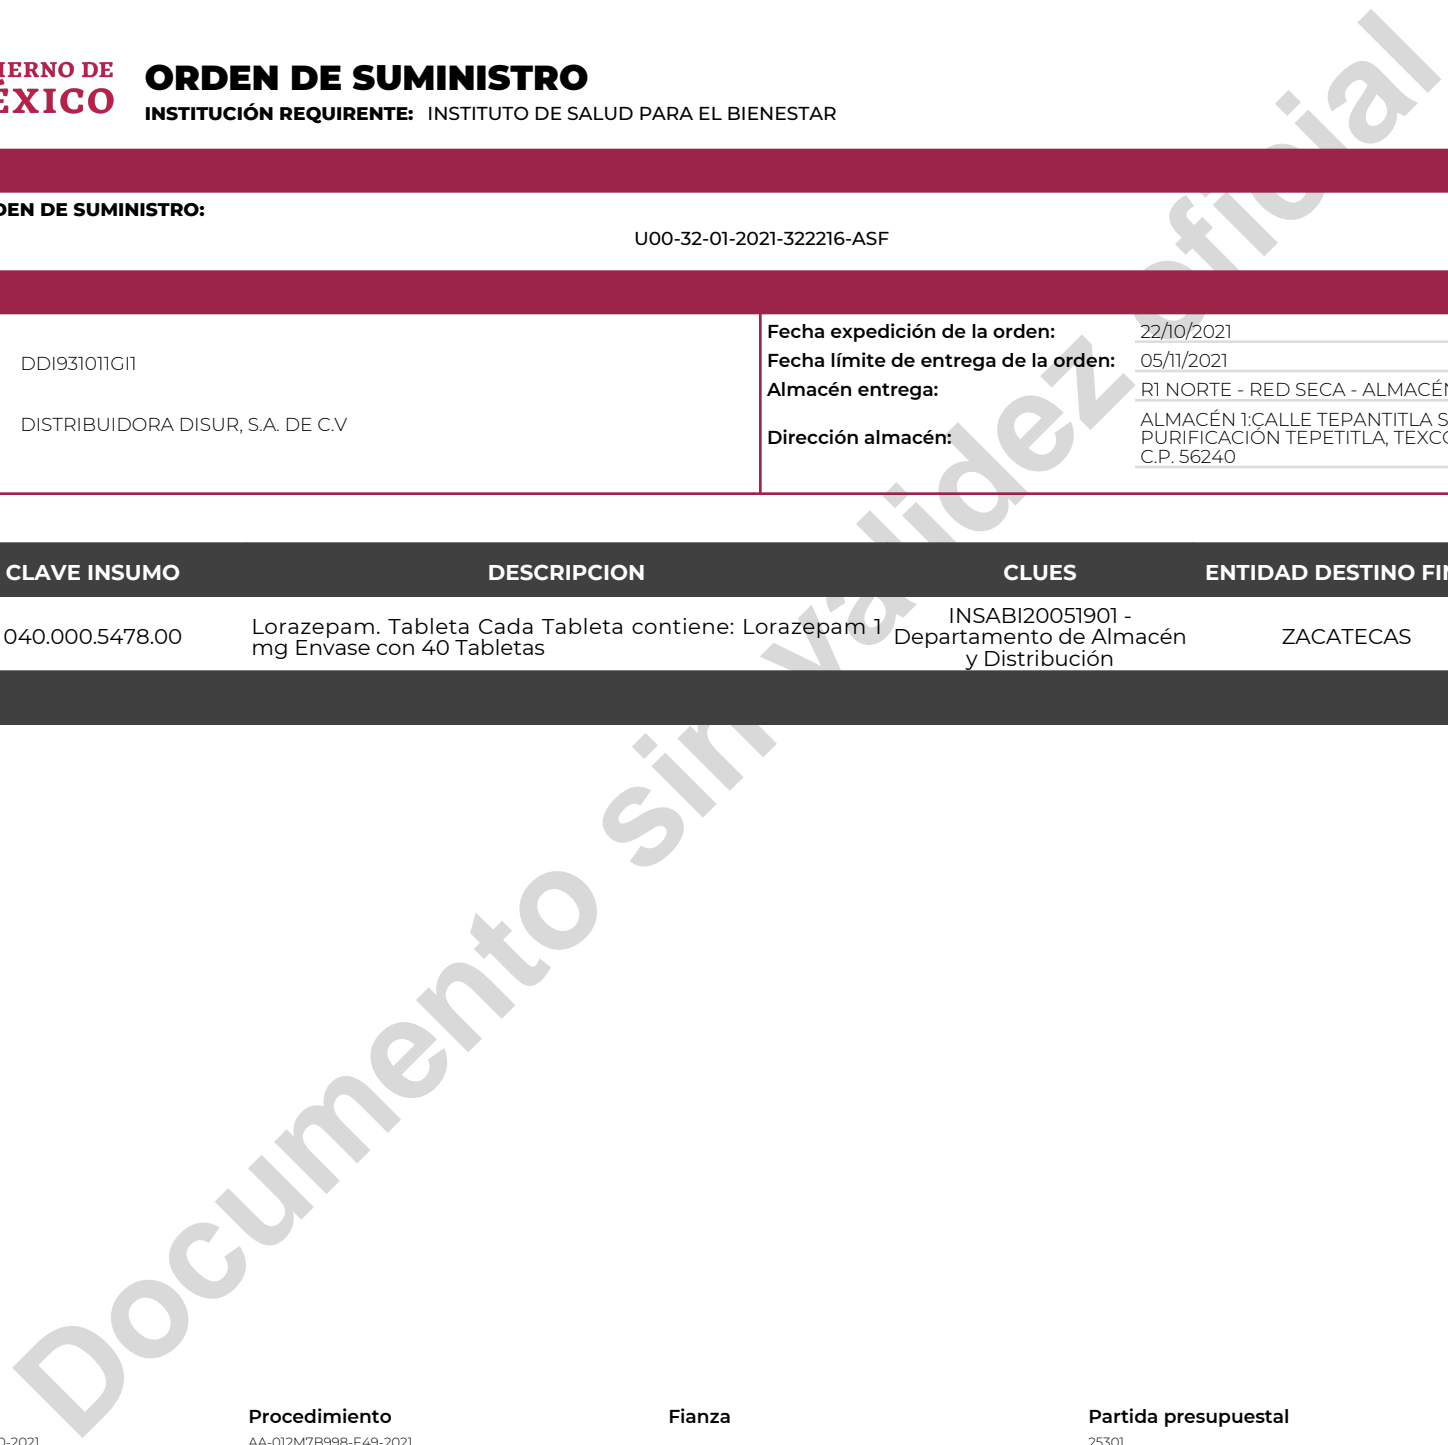 IERNO DE
ÉXICO
ORDEN DE SUMINISTRO
INSTITUCIÓN REQUIRENTE: INSTITUTO DE SALUD PARA EL BIENESTAR
DEN DE SUMINISTRO:
U00-32-01-2021-322216-ASF
DDI931011GI1
DISTRIBUIDORA DISUR, S.A. DE C.V
Fecha expedición de la orden: 22/10/2021
Fecha límite de entrega de la orden: 05/11/2021
Almacén entrega: R1 NORTE - RED SECA - ALMACÉN
Dirección almacén: ALMACÉN 1:CALLE TEPANTITLA S
PURIFICACIÓN TEPETITLA, TEXCO
C.P. 56240
CLAVE INSUMO DESCRIPCION CLUES ENTIDAD DESTINO FIN
040.000.5478.00
Lorazepam. Tableta Cada Tableta contiene: Lorazepam 1
mg Envase con 40 Tabletas
INSABI20051901 -
Departamento de Almacén
y Distribución
ZACATECAS
Documento sin validez oficial
Procedimiento Fianza Partida presupuestal
0-2021 AA-012M7B998-E49-2021 25301